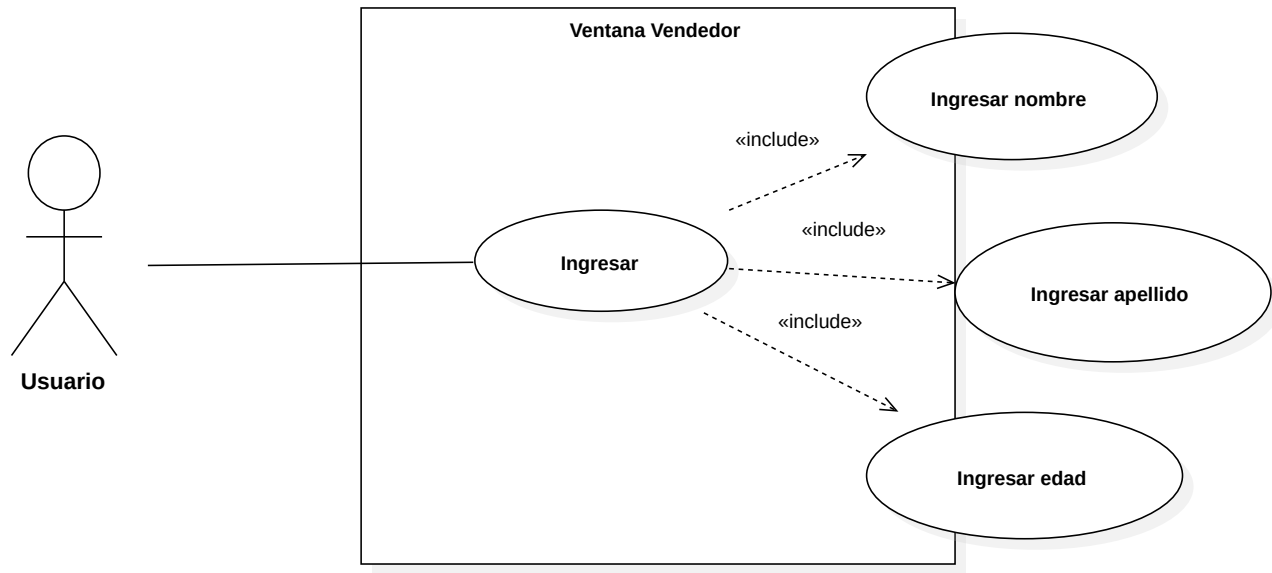 Ventana Vendedor
Ingresar nombre
«include»
«include»
Ingresar
Ingresar apellido
«include»
Usuario
Ingresar edad